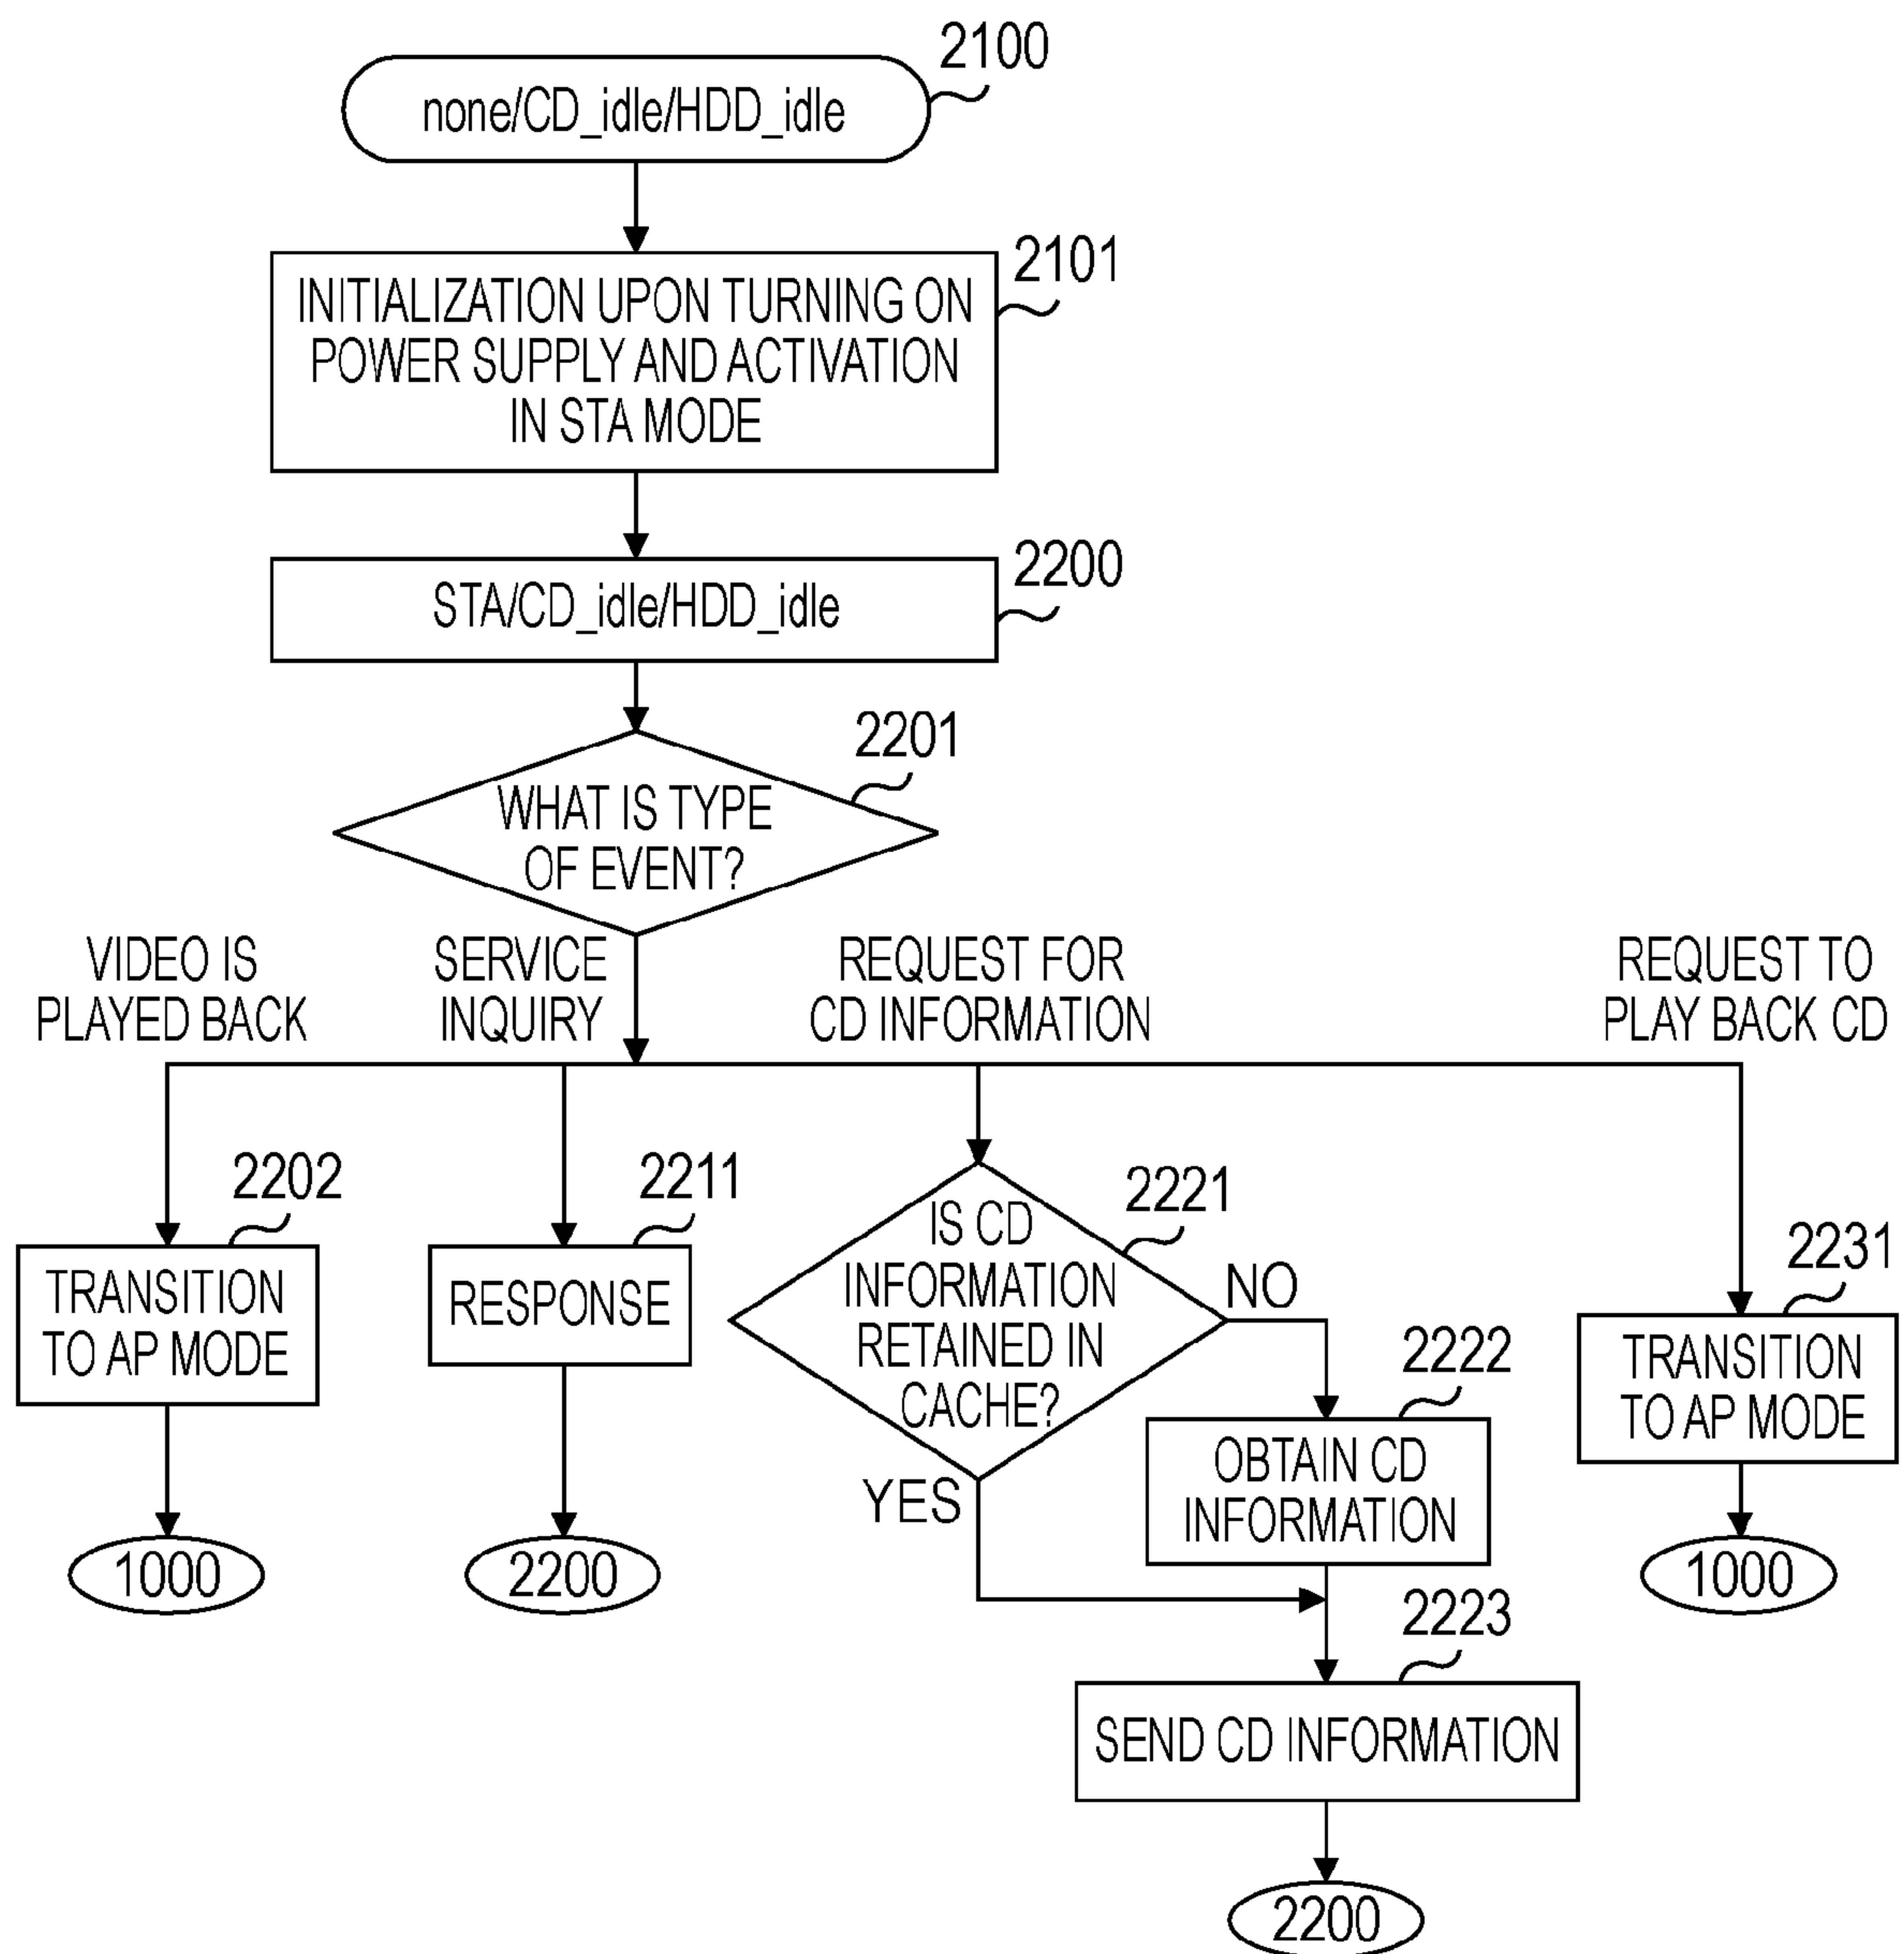 2100
none/CD_idle/HDD_idle
2101
INITIALIZATION UPON TURNING ON
POWER SUPPLY AND ACTIVATION
IN STA MODE
2200
STA/CD_idle/HDD_idle
2201
WHAT IS TYPE
OF EVENT?
VIDEO IS
PLAYED BACK
SERVICE
INQUIRY
REQUEST FOR
CD INFORMATION
REQUEST TO
PLAY BACK CD
2202
TRANSITION
TO AP MODE
1000
2211
RESPONSE
2200
2221
IS CD
INFORMATION
RETAINED IN
CACHE?
NO
YES
2222
OBTAIN CD
INFORMATION
2223
SEND CD INFORMATION
2200
2231
TRANSITION
TO AP MODE
1000